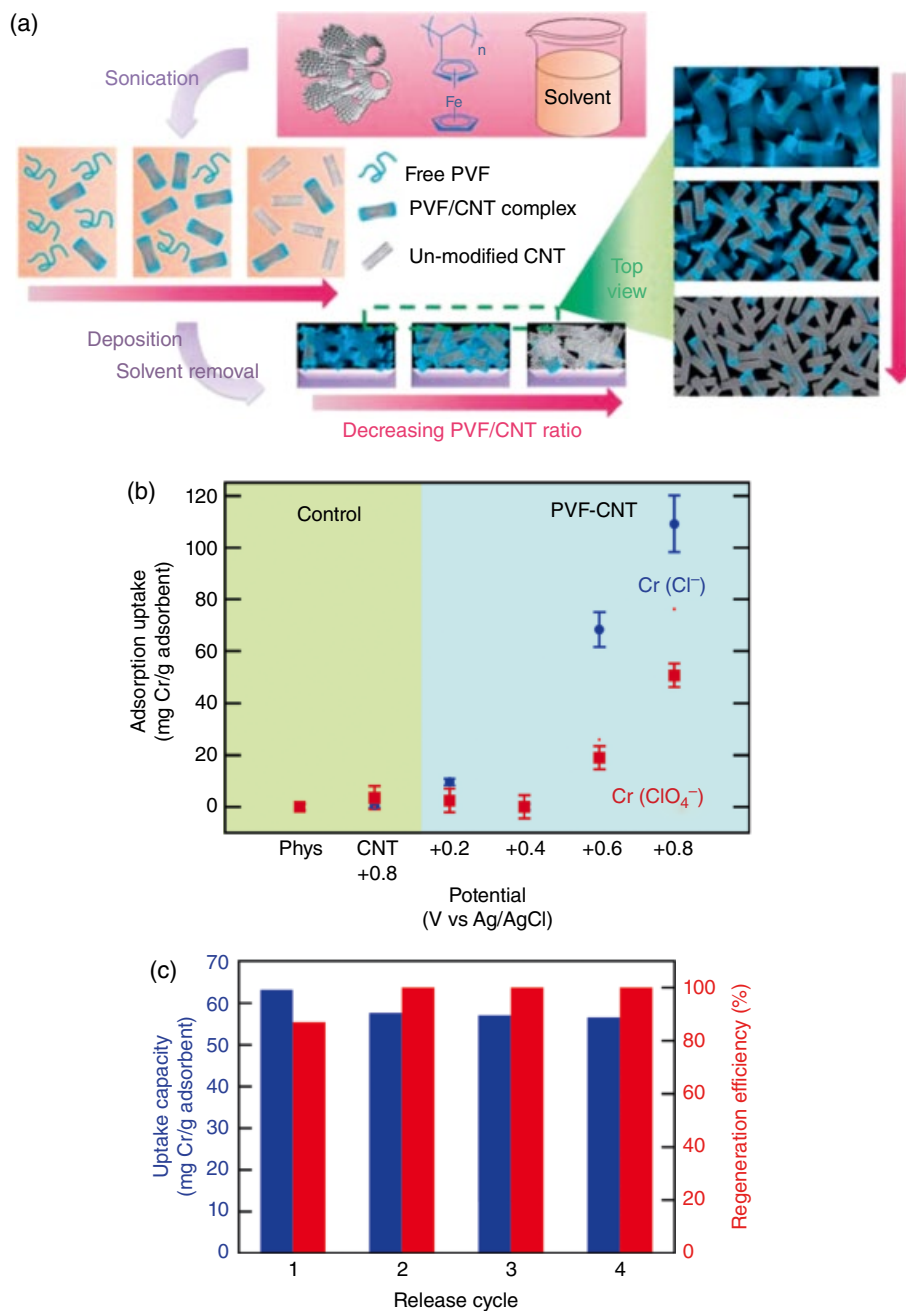 (a)
Sonication
n
Fe
Solvent
Free PVF
PVF/CNT complex
Un-modified CNT
Top
view
Deposition
Solvent removal
Decreasing PVF/CNT ratio
(b)
Adsorption uptake
(mg Cr/g adsorbent)
120
100
80
60
40
20
0
Control
PVF-CNT
Cr (Cl⁻)
Cr (ClO₄⁻)
Phys
CNT
+0.8
+0.2
+0.4
+0.6
+0.8
Potential
(V vs Ag/AgCl)
(c)
Uptake capacity
(mg Cr/g adsorbent)
70
60
50
40
30
20
10
0
100
80
60
40
20
0
Regeneration efficiency (%)
1
2
3
4
Release cycle